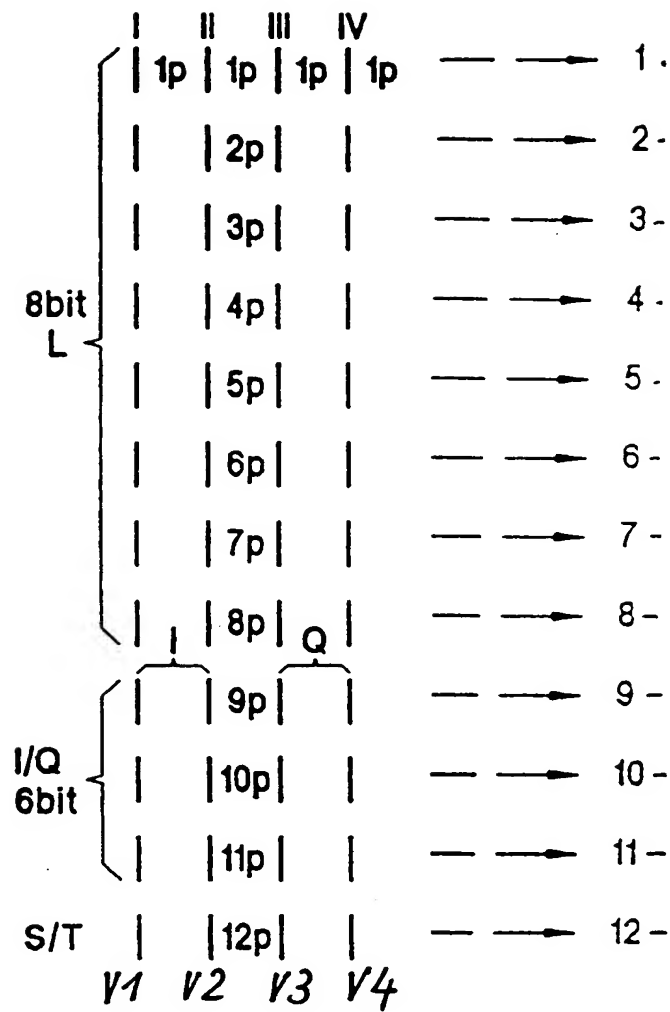 I II III IV
| 1p | 1p | 1p | 1p — → 1.
| | 2p | | — → 2-
| | 3p | | — → 3-
| | 4p | | — → 4-
8bit
L
| | 5p | | — → 5-
| | 6p | | — → 6-
| | 7p | | — → 7-
| | 8p | | — → 8-
I Q
| | 9p | | — → 9-
I/Q
6bit
| | 10p | | — → 10-
| | 11p | | — → 11-
S/T | | 12p | | — → 12-
V1 V2 V3 V4